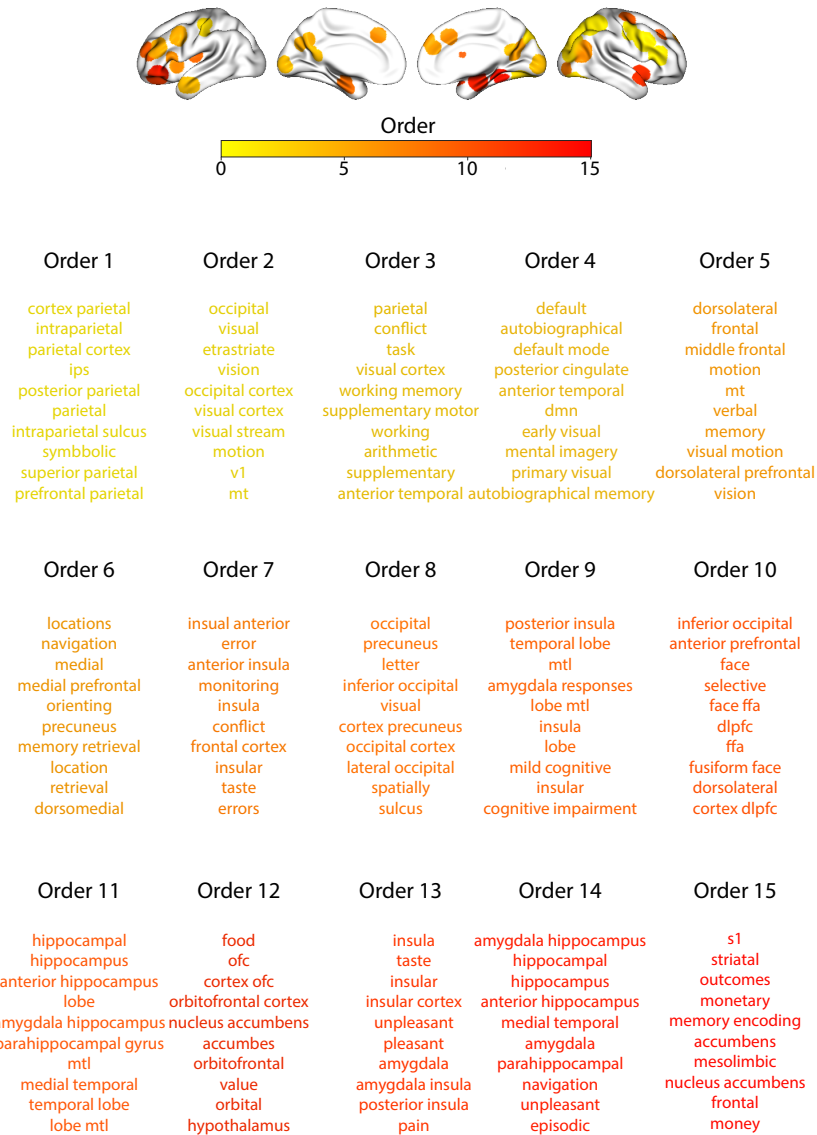 Order
0 5 10 15
Order 1 Order 2 Order 3 Order 4 Order 5
cortex parietal occipital parietal default dorsolateral
intraparietal visual conflict autobiographical frontal
parietal cortex etrastriate task default mode middle frontal
ips vision visual cortex posterior cingulate motion
posterior parietal occipital cortex working memory anterior temporal mt
parietal visual cortex supplementary motor dmn verbal
intraparietal sulcus visual stream working early visual memory
symbbolic motion arithmetic mental imagery visual motion
superior parietal v1 supplementary primary visual dorsolateral prefrontal
prefrontal parietal mt anterior temporal autobiographical memory vision
Order 6 Order 7 Order 8 Order 9 Order 10
locations insual anterior occipital posterior insula inferior occipital
navigation error precuneus temporal lobe anterior prefrontal
medial anterior insula letter mtl face
medial prefrontal monitoring inferior occipital amygdala responses selective
orienting insula visual lobe mtl face ffa
precuneus conflict cortex precuneus insula dlpfc
memory retrieval frontal cortex occipital cortex lobe ffa
location insular lateral occipital mild cognitive fusiform face
retrieval taste spatially insular dorsolateral
dorsomedial errors sulcus cognitive impairment cortex dlpfc
Order 11 Order 12 Order 13 Order 14 Order 15
hippocampal food insula amygdala hippocampus s1
hippocampus ofc taste hippocampal striatal
anterior hippocampus cortex ofc insular hippocampus outcomes
lobe orbitofrontal cortex insular cortex anterior hippocampus monetary
mygdala hippocampus nucleus accumbens unpleasant medial temporal memory encoding
parahippocampal gyrus accumbes pleasant amygdala accumbens
mtl orbitofrontal amygdala parahippocampal mesolimbic
medial temporal value amygdala insula navigation nucleus accumbens
temporal lobe orbital posterior insula unpleasant frontal
lobe mtl hypothalamus pain episodic money